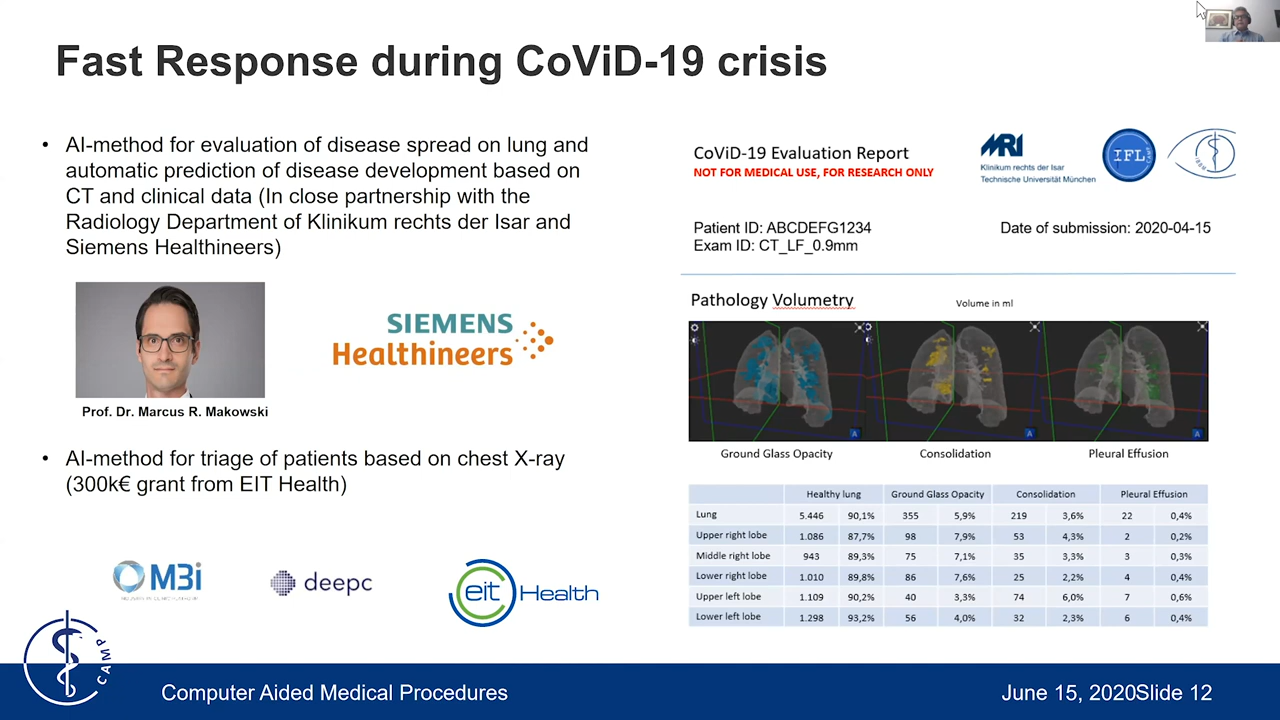 Fast Response during CoViD-19 crisis
• AI-method for evaluation of disease spread on lung and
automatic prediction of disease development based on
CT and clinical data (In close partnership with the
Radiology Department of Klinikum rechts der Isar and
Siemens Healthineers)
SIEMENS
Healthineers
Prof. Dr. Marcus R. Makowski
• AI-method for triage of patients based on chest X-ray
(300k€ grant from EIT Health)
M3i
deepc
eit Health
CoViD-19 Evaluation Report
NOT FOR MEDICAL USE, FOR RESEARCH ONLY
MRI
Klinikum rechts der Isar
Technische Universität München
IFL
Patient ID: ABCDEFG1234
Exam ID: CT_LF_0.9mm
Date of submission: 2020-04-15
Pathology Volumetry
Volume in ml
A A A
Ground Glass Opacity Consolidation Pleural Effusion
Healthy lung Ground Glass Opacity Consolidation Pleural Effusion
Lung 5.446 90,1% 355 5,9% 219 3,6% 22 0,4%
Upper right lobe 1.086 87,7% 98 7,9% 53 4,3% 2 0,2%
Middle right lobe 943 89,3% 75 7,1% 35 3,3% 3 0,3%
Lower right lobe 1.010 89,8% 86 7,6% 25 2,2% 4 0,4%
Upper left lobe 1.109 90,2% 40 3,3% 74 6,0% 7 0,6%
Lower left lobe 1.298 93,2% 56 4,0% 32 2,3% 6 0,4%
CAMP
Computer Aided Medical Procedures
June 15, 2020Slide 12